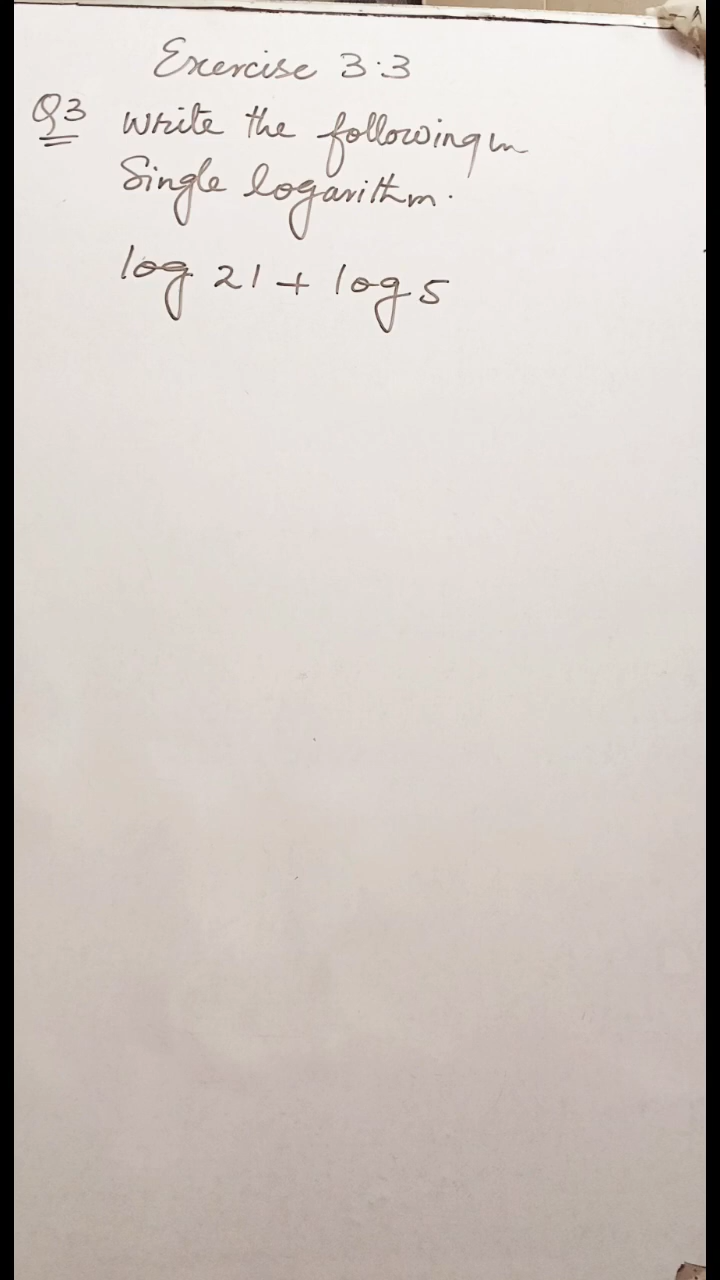 Exercise 3.3
Q3 Write the following in
Single logarithm.
log 21 + log 5